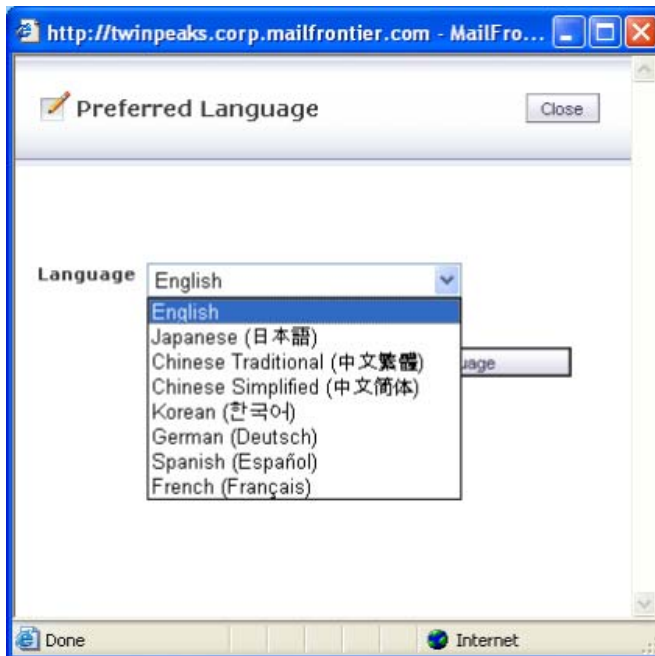 http://twinpeaks.corp.mailfrontier.com - MailFro...
Preferred Language
Close
Language
English
English
Japanese (日本語)
Chinese Traditional (中文繁體)
uage
Chinese Simplified (中文简体)
Korean (한국어)
German (Deutsch)
Spanish (Español)
French (Français)
Done
Internet